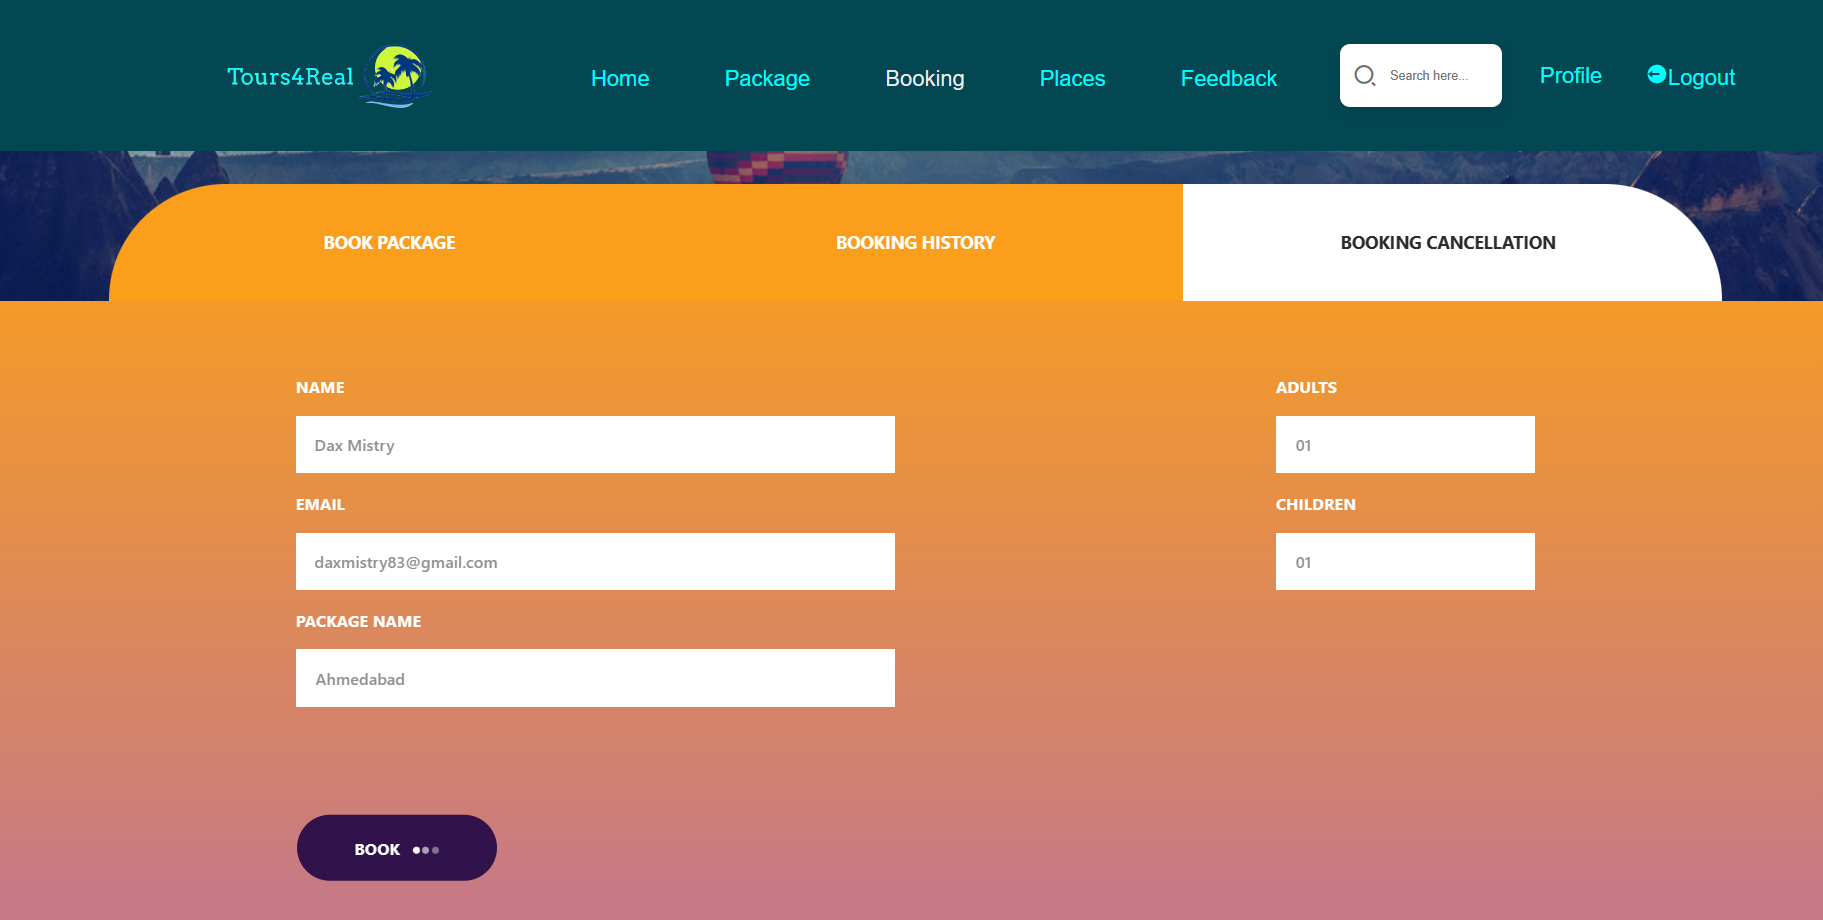 Tours4Real
Home Package Booking Places Feedback Search here... Profile Logout
BOOK PACKAGE BOOKING HISTORY BOOKING CANCELLATION
NAME ADULTS
Dax Mistry 01
EMAIL CHILDREN
daxmistry83@gmail.com 01
PACKAGE NAME
Ahmedabad
BOOK